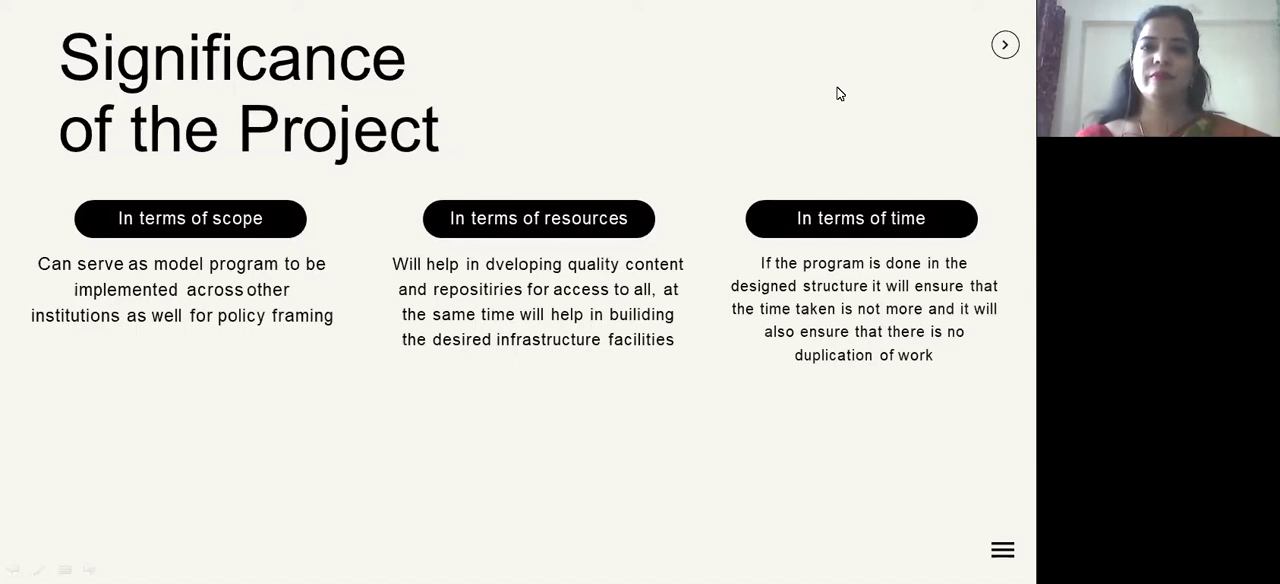 Significance
of the Project
In terms of scope
Can serve as model program to be
implemented across other
institutions as well for policy framing
In terms of resources
Will help in dveloping quality content
and repositiries for access to all, at
the same time will help in builiding
the desired infrastructure facilities
In terms of time
If the program is done in the
designed structure it will ensure that
the time taken is not more and it will
also ensure that there is no
duplication of work